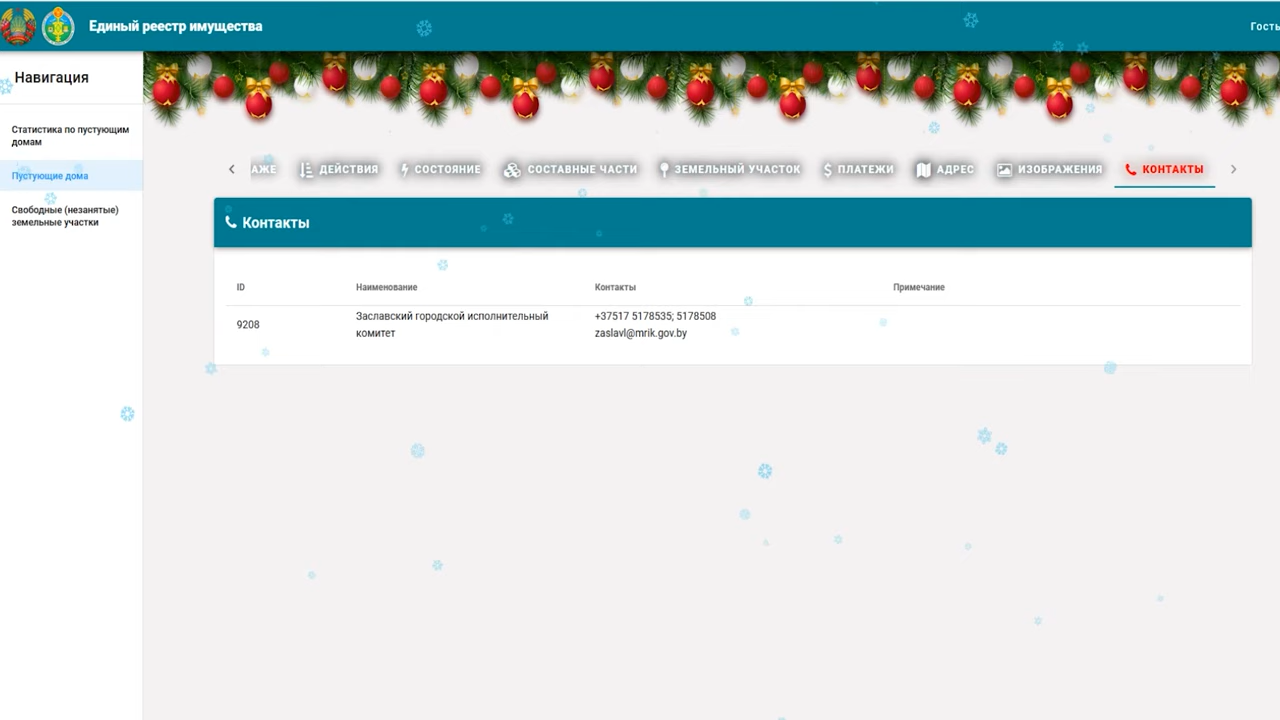 Единый реестр имущества
Гость
Навигация
Статистика по пустующим
домам
Пустующие дома
Свободные (незанятые)
земельные участки
АЖЕ ДЕЙСТВИЯ СОСТОЯНИЕ СОСТАВНЫЕ ЧАСТИ ЗЕМЕЛЬНЫЙ УЧАСТОК ПЛАТЕЖИ АДРЕС ИЗОБРАЖЕНИЯ КОНТАКТЫ
Контакты
ID Наименование Контакты Примечание
9208
Заславский городской исполнительный
комитет
+37517 5178535; 5178508
zaslavl@mrik.gov.by